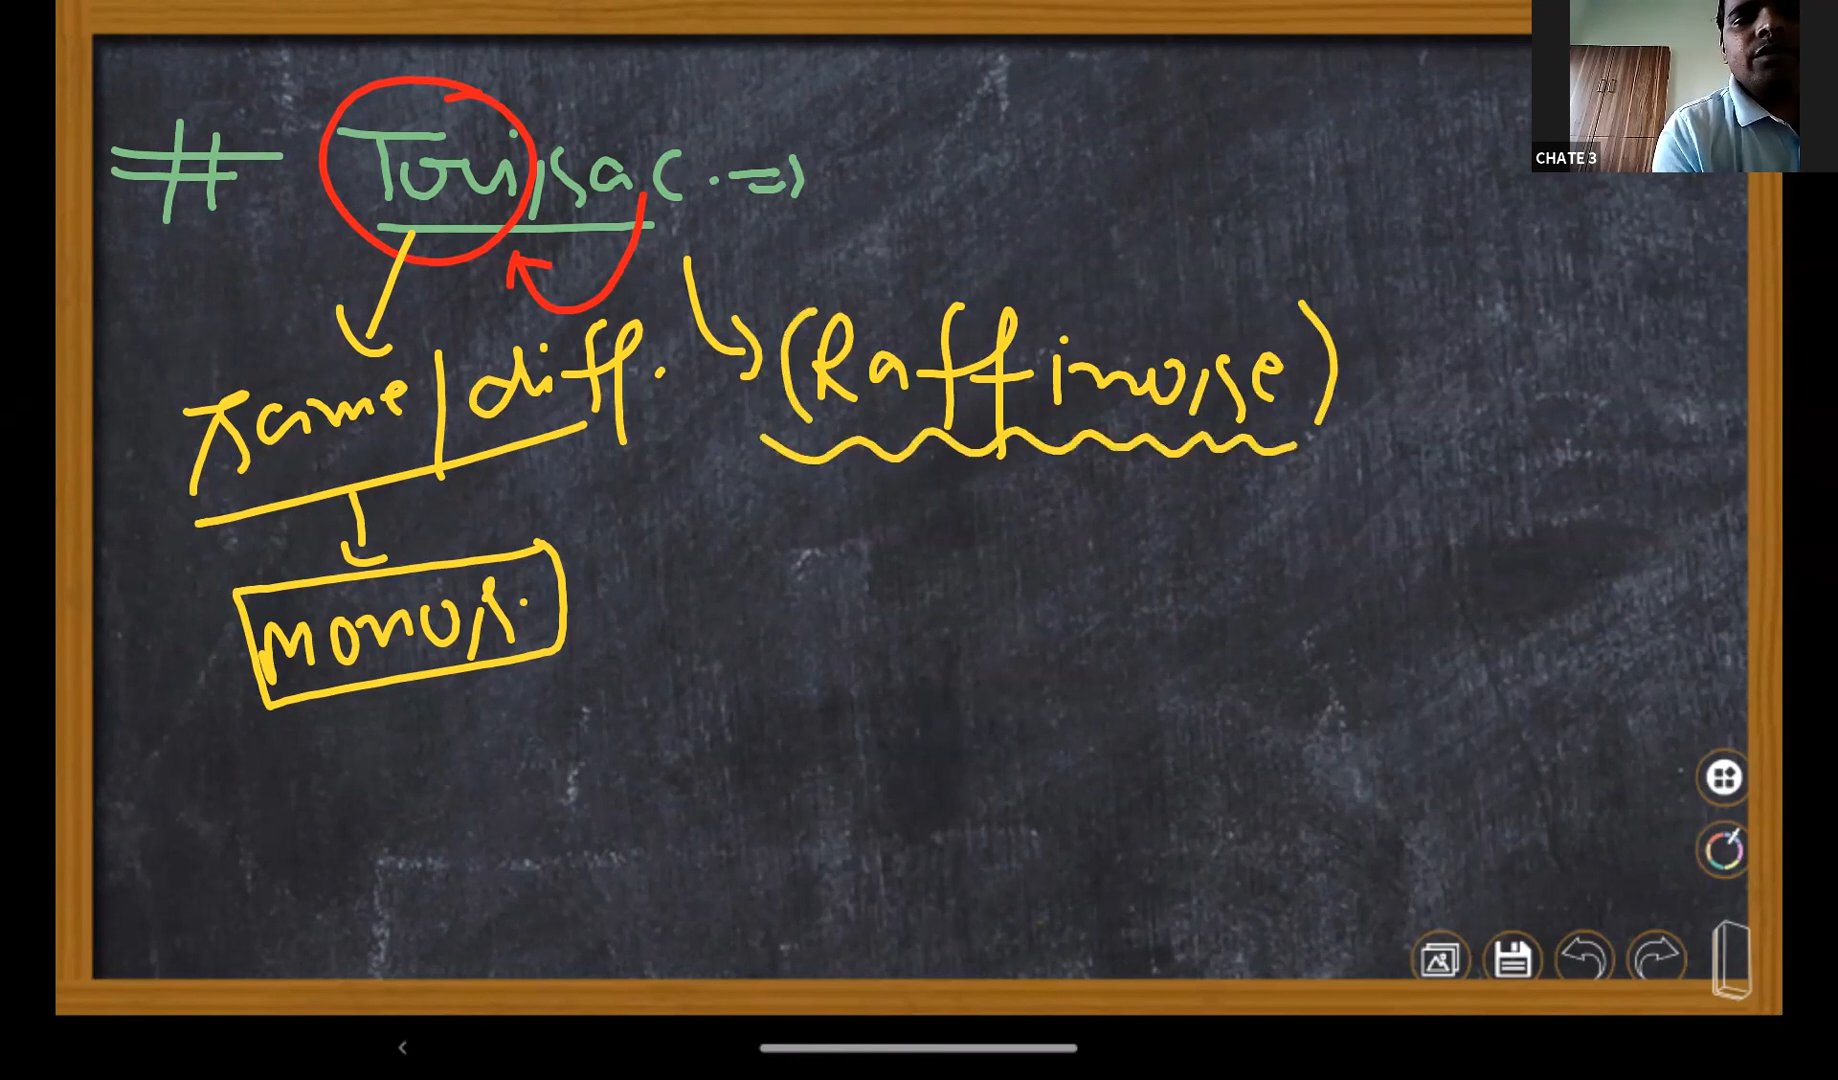 # Trisac. =>
same/diff. (Raffinose)
monos.
CHATE 3